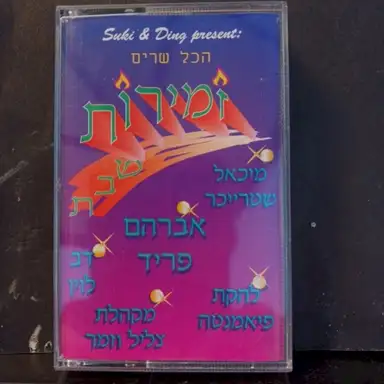 Suki & Ding present:
הכל שרים
זמירות
שבת
מיכאל
שטרייכר
אברהם
פריד
דב
לוין
להקת
פיאמנטה
מקהלת
צליל וזמר